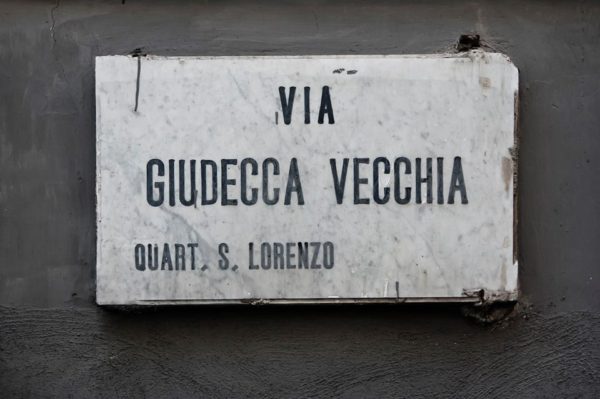 VIA
GIUDECCA VECCHIA
QUART. S. LORENZO